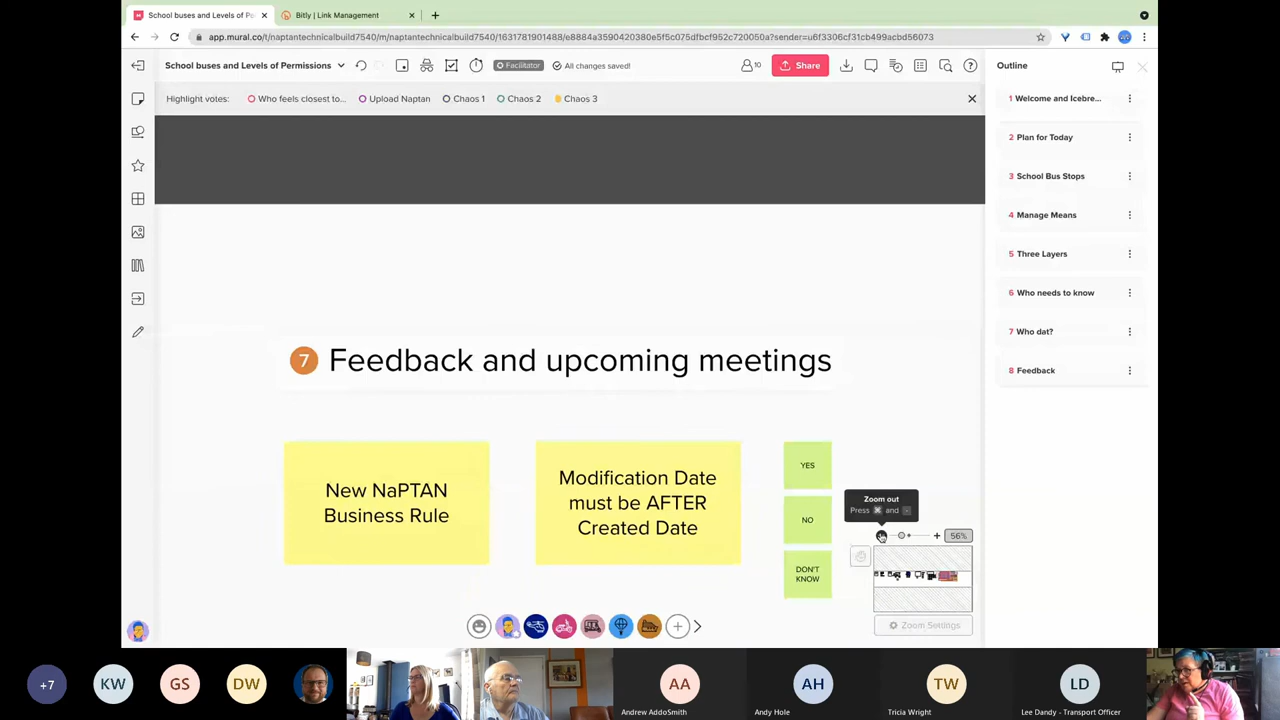 School buses and Levels of Pe
Bitly | Link Management
app.mural.co/t/naptantechnicalbuild7540/m/naptantechnicalbuild7540/1631781901488/e8884a3590420380e5f5c075dfbcf952c720050a?sender=u6f3306cf31cb499acbd56073
School buses and Levels of Permissions
Facilitator
All changes saved!
10
Share
Outline
Highlight votes:
Who feels closest to...
Upload Naptan
Chaos 1
Chaos 2
Chaos 3
1 Welcome and Icebre...
2 Plan for Today
3 School Bus Stops
4 Manage Means
5 Three Layers
6 Who needs to know
7 Who dat?
8 Feedback
7 Feedback and upcoming meetings
New NaPTAN
Business Rule
Modification Date
must be AFTER
Created Date
YES
NO
DON'T
KNOW
Zoom out
Press ⌘ and -
56%
Zoom Settings
+7
KW
GS
DW
AA
Andrew AddoSmith
AH
Andy Hole
TW
Tricia Wright
LD
Lee Dandy - Transport Officer